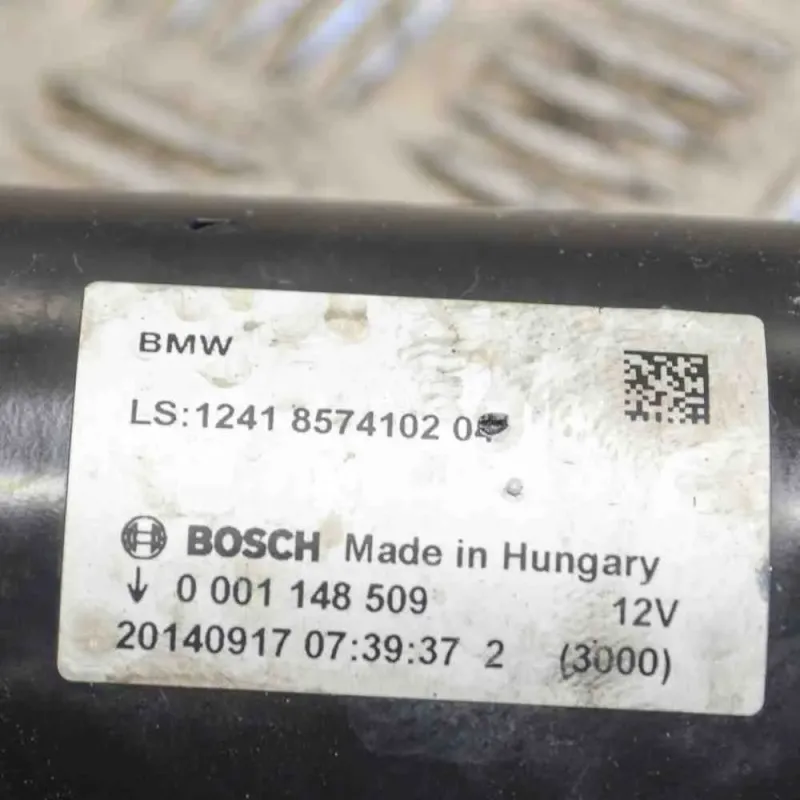 BMW
LS:1241 8574102
BOSCH Made in Hungary
↓ 0 001 148 509 12V
20140917 07:39:37 2 (3000)